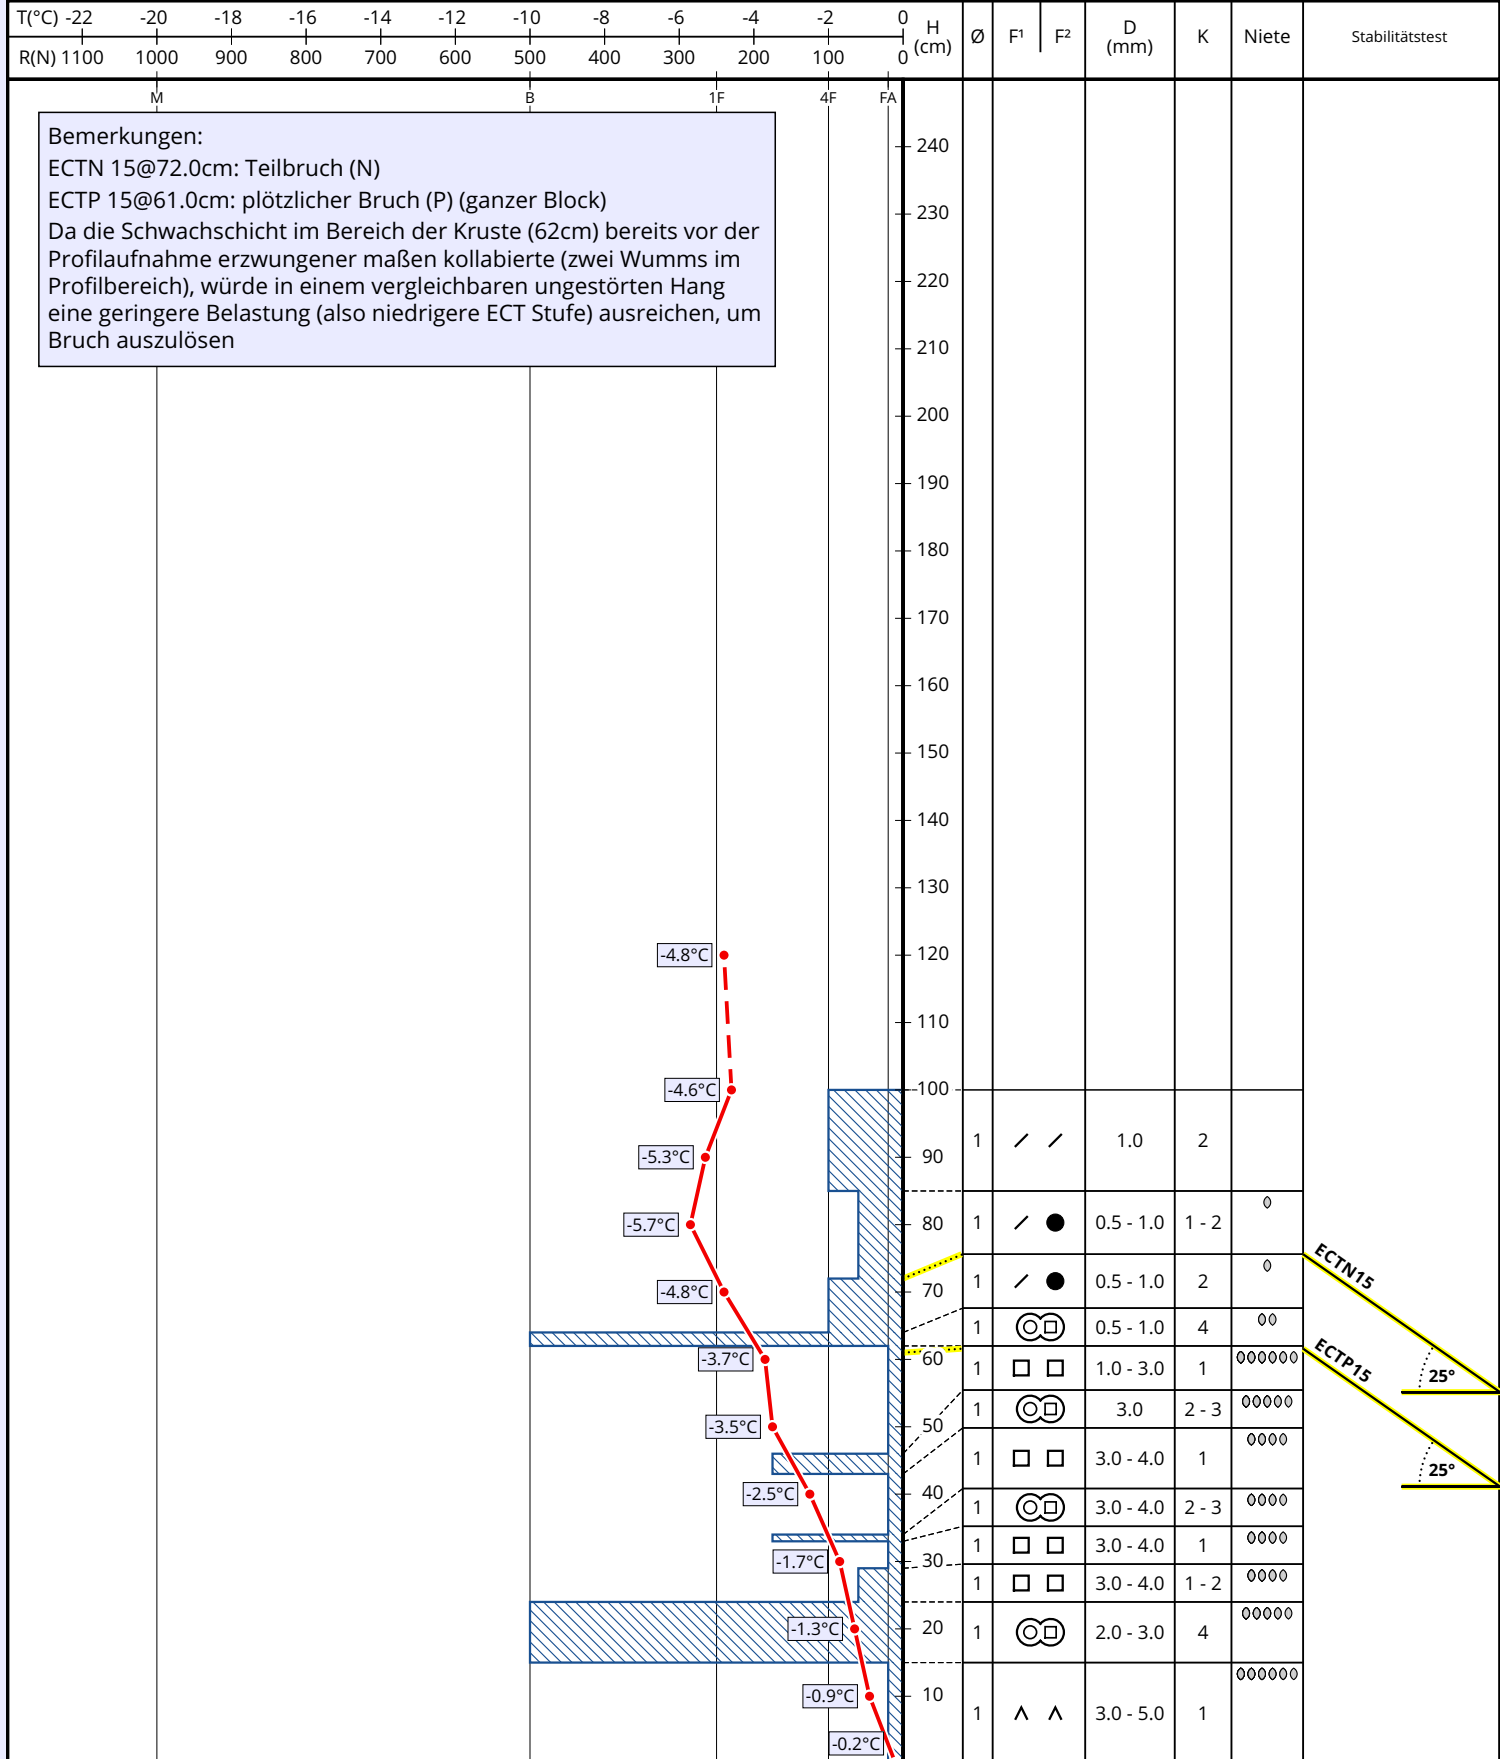 T(°C) -22 -20 -18 -16 -14 -12 -10 -8 -6 -4 -2 0
R(N) 1100 1000 900 800 700 600 500 400 300 200 100 0
H (cm) Ø F¹ F² D (mm) K Niete Stabilitätstest
M B 1F 4F FA
Bemerkungen:
ECTN 15@72.0cm: Teilbruch (N)
ECTP 15@61.0cm: plötzlicher Bruch (P) (ganzer Block)
Da die Schwachschicht im Bereich der Kruste (62cm) bereits vor der
Profilaufnahme erzwungener maßen kollabierte (zwei Wumms im
Profilbereich), würde in einem vergleichbaren ungestörten Hang
eine geringere Belastung (also niedrigere ECT Stufe) ausreichen, um
Bruch auszulösen
240
230
220
210
200
190
180
170
160
150
140
130
-4.8°C 120
110
-4.6°C 100
1 1.0 2
-5.3°C 90
-5.7°C 80 1 0.5 - 1.0 1 - 2
ECTN15
-4.8°C 70 1 0.5 - 1.0 2
1 0.5 - 1.0 4
-3.7°C 60 1 1.0 - 3.0 1
ECTP15
25°
1 3.0 2 - 3
-3.5°C 50
1 3.0 - 4.0 1
25°
-2.5°C 40
1 3.0 - 4.0 2 - 3
1 3.0 - 4.0 1
-1.7°C 30
1 3.0 - 4.0 1 - 2
-1.3°C 20 1 2.0 - 3.0 4
-0.9°C 10
1 3.0 - 5.0 1
-0.2°C